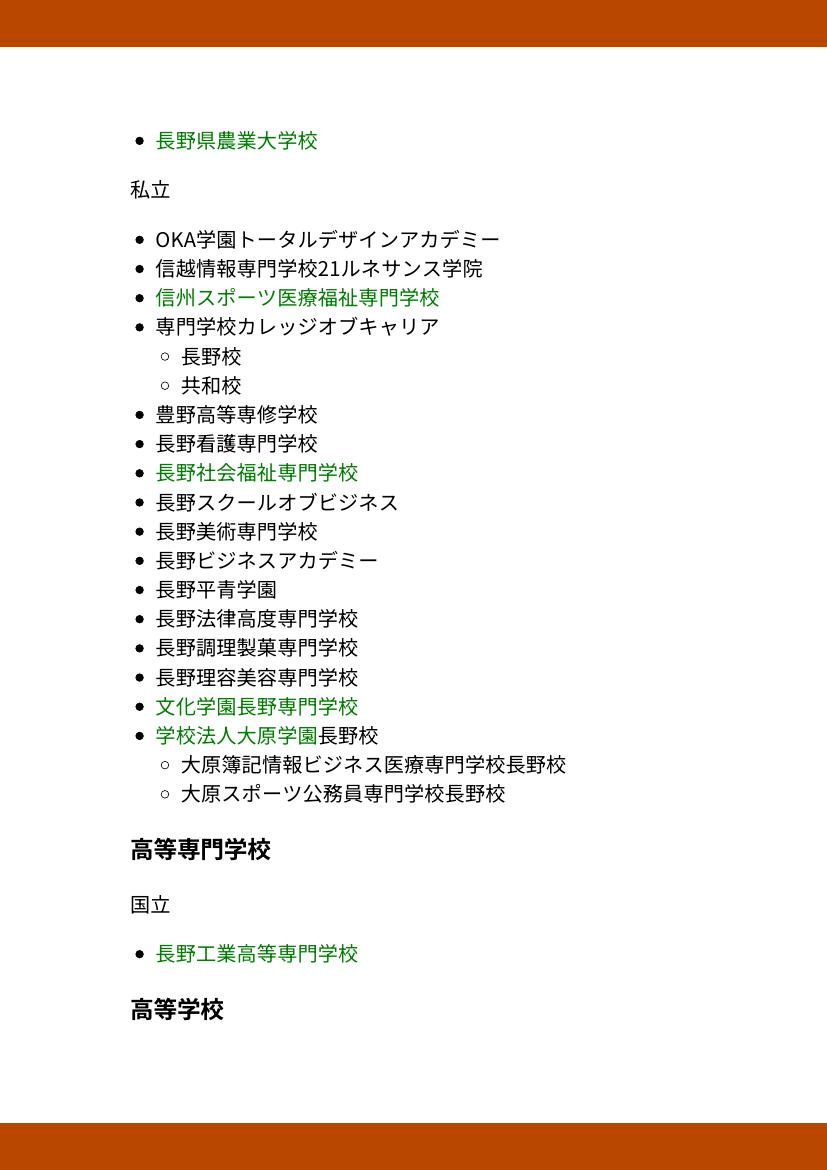 長野県農業大学校
私立
OKA学園トータルデザインアカデミー
信越情報専門学校21ルネサンス学院
信州スポーツ医療福祉専門学校
専門学校カレッジオブキャリア
長野校
共和校
豊野高等専修学校
長野看護専門学校
長野社会福祉専門学校
長野スクールオブビジネス
長野美術専門学校
長野ビジネスアカデミー
長野平青学園
長野法律高度専門学校
長野調理製菓専門学校
長野理容美容専門学校
文化学園長野専門学校
学校法人大原学園長野校
大原簿記情報ビジネス医療専門学校長野校
大原スポーツ公務員専門学校長野校
高等専門学校
国立
長野工業高等専門学校
高等学校